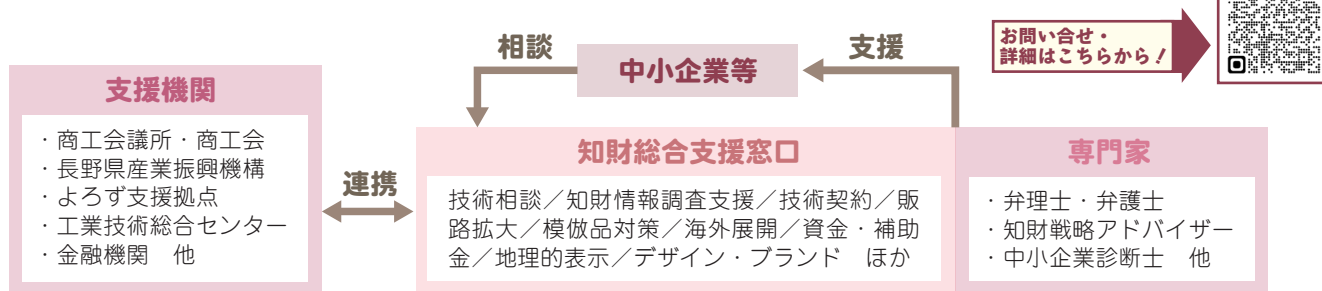 お問い合せ・
詳細はこちらから!
相談
支援
中小企業等
支援機関
・商工会議所・商工会
・長野県産業振興機構
・よろず支援拠点
・工業技術総合センター
・金融機関　他
連携
知財総合支援窓口
技術相談／知財情報調査支援／技術契約／販
路拡大／模倣品対策／海外展開／資金・補助
金／地理的表示／デザイン・ブランド　ほか
専門家
・弁理士・弁護士
・知財戦略アドバイザー
・中小企業診断士　他